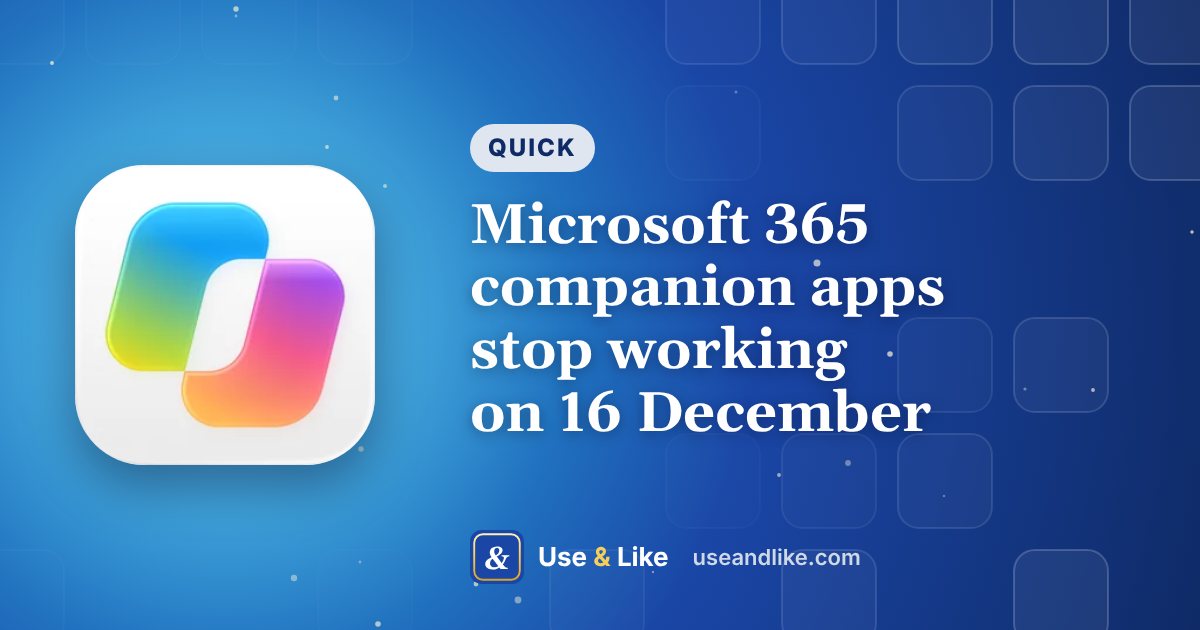 QUICK
Microsoft 365
companion apps
stop working
on 16 December
& Use & Like useandlike.com